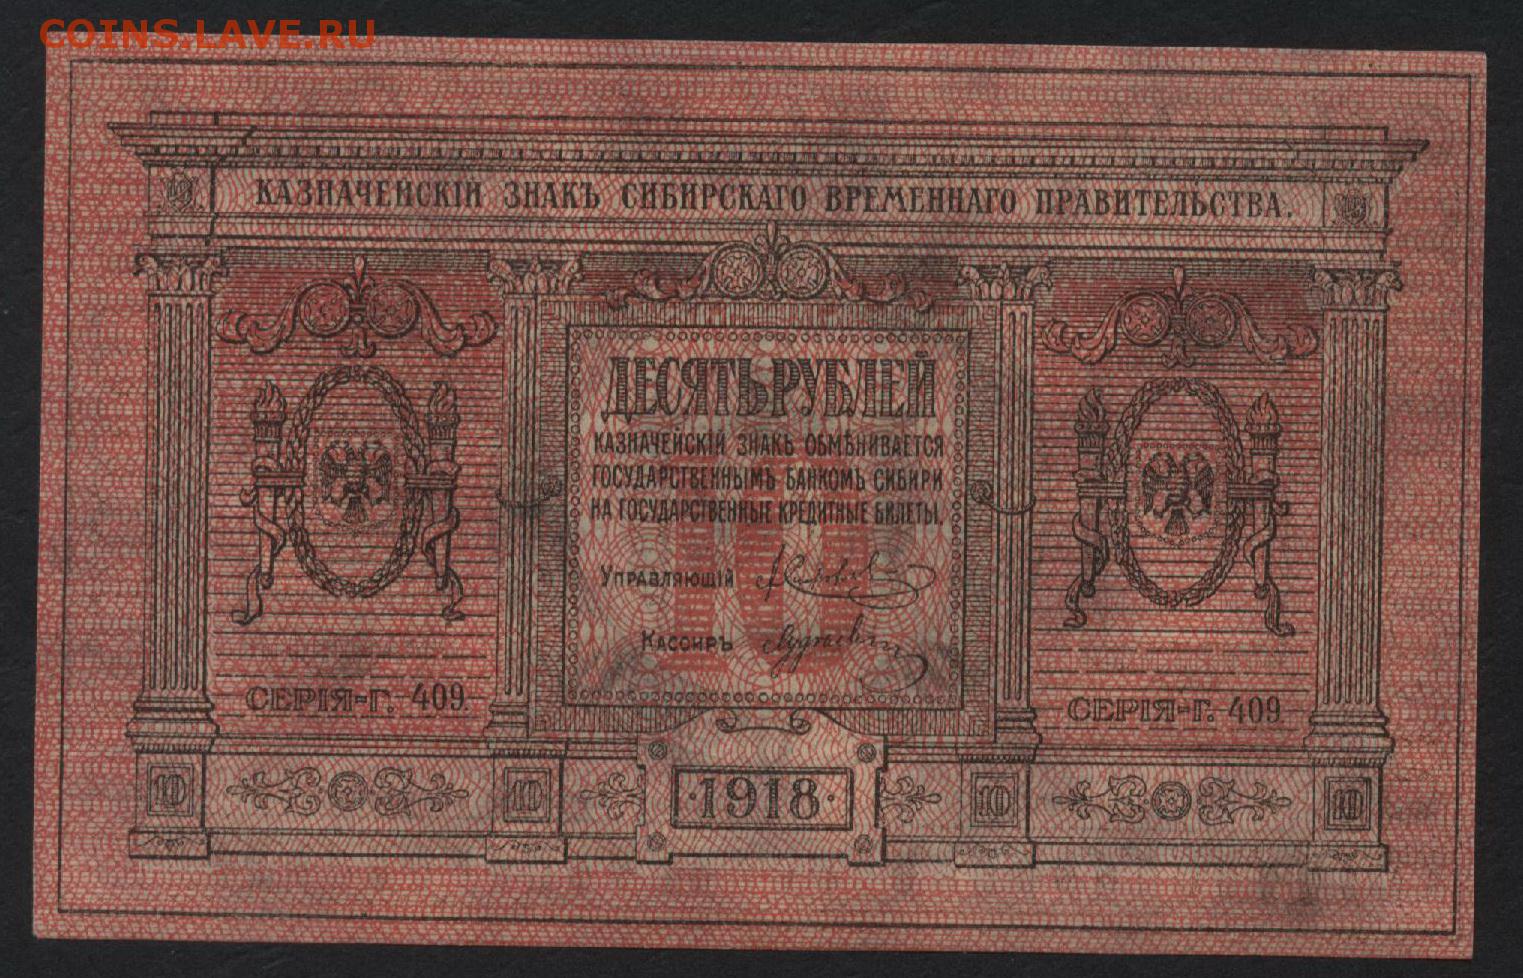 COINS.LAVE.RU
КАЗНАЧЕЙСКІЙ ЗНАКЪ СИБИРСКАГО ВРЕМЕННАГО ПРАВИТЕЛЬСТВА.
ДЕСЯТЬ РУБЛЕЙ
КАЗНАЧЕЙСКІЙ ЗНАКЪ ОБМѢНИВАЕТСЯ
ГОСУДАРСТВЕННЫМЪ БАНКОМЪ СИБИРИ
НА ГОСУДАРСТВЕННЫЕ КРЕДИТНЫЕ БИЛЕТЫ.
10
УПРАВЛЯЮЩІЙ
КАССИРЪ
СЕРІЯ-Г. 409.
СЕРІЯ-Г. 409
10
10
·1918·
10
10